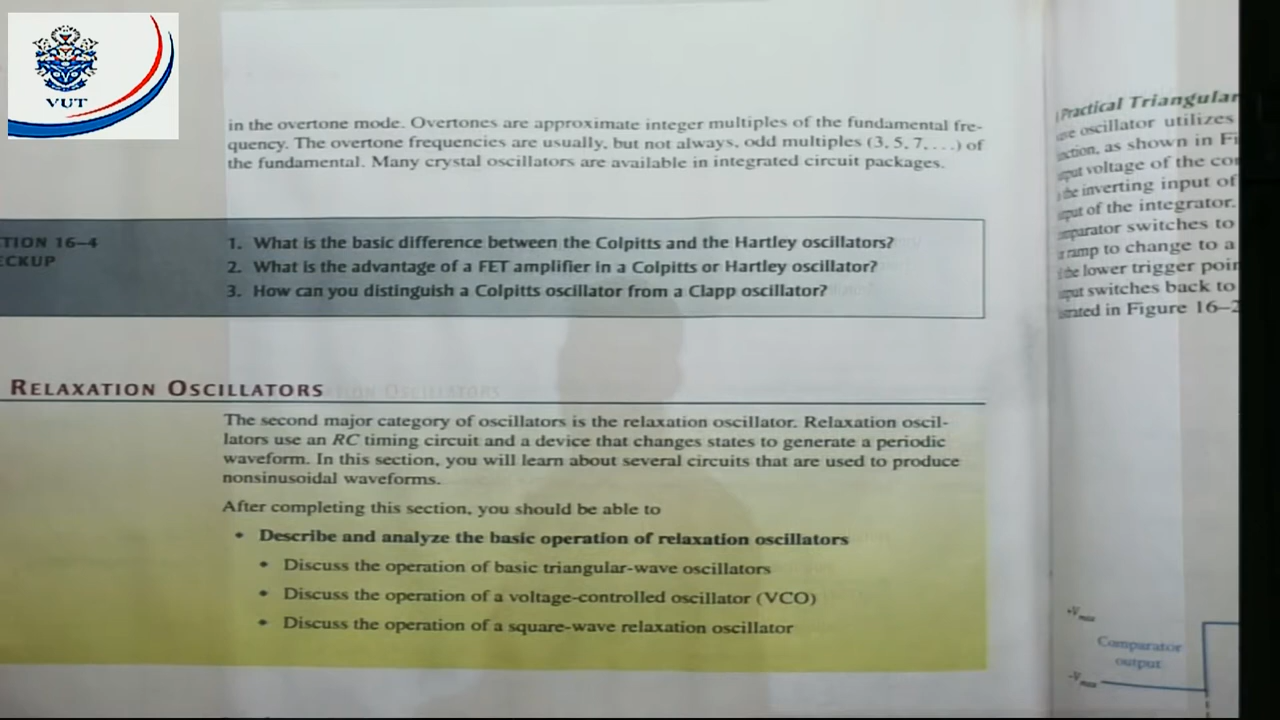 VUT
in the overtone mode. Overtones are approximate integer multiples of the fundamental fre-
quency. The overtone frequencies are usually, but not always, odd multiples (3, 5, 7, . . .) of
the fundamental. Many crystal oscillators are available in integrated circuit packages.
TION 16–4
ECKUP
1. What is the basic difference between the Colpitts and the Hartley oscillators?
2. What is the advantage of a FET amplifier in a Colpitts or Hartley oscillator?
3. How can you distinguish a Colpitts oscillator from a Clapp oscillator?
RELAXATION OSCILLATORS
The second major category of oscillators is the relaxation oscillator. Relaxation oscil-
lators use an RC timing circuit and a device that changes states to generate a periodic
waveform. In this section, you will learn about several circuits that are used to produce
nonsinusoidal waveforms.
After completing this section, you should be able to
• Describe and analyze the basic operation of relaxation oscillators
• Discuss the operation of basic triangular-wave oscillators
• Discuss the operation of a voltage-controlled oscillator (VCO)
• Discuss the operation of a square-wave relaxation oscillator
Practical Triangular
oscillator utilizes
as shown in Fi
voltage of the co
the inverting input of
of the integrator.
switches to
ramp to change to a
the lower trigger poin
switches back to
in Figure 16–2
+Vmax
Comparator
output
−Vmax